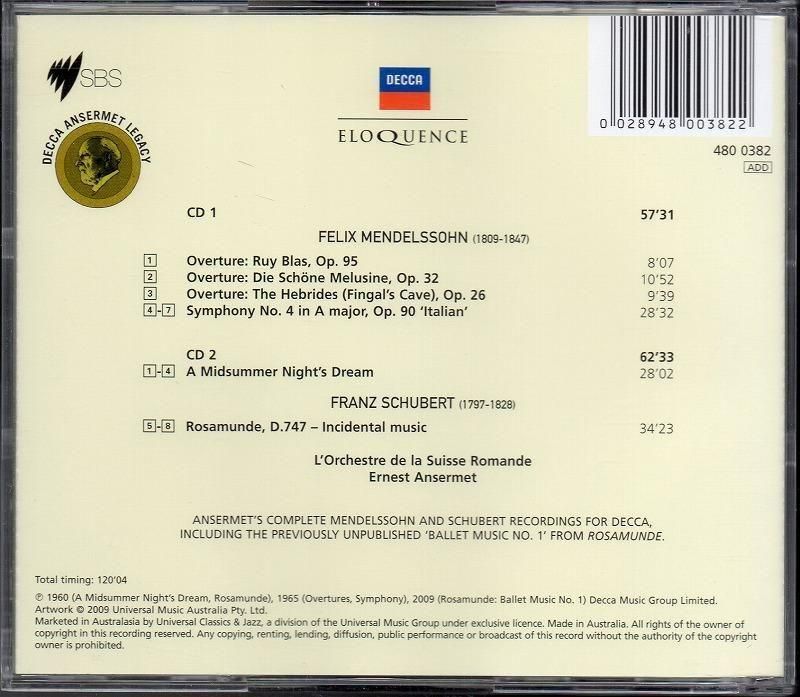 SBS
DECCA
ELOQUENCE
DECCA ANSERMET LEGACY
0 028948 003822
480 0382
ADD
CD 1 57'31
FELIX MENDELSSOHN (1809-1847)
1 Overture: Ruy Blas, Op. 95 8'07
2 Overture: Die Schöne Melusine, Op. 32 10'52
3 Overture: The Hebrides (Fingal's Cave), Op. 26 9'39
4-7 Symphony No. 4 in A major, Op. 90 'Italian' 28'32
CD 2 62'33
1-4 A Midsummer Night's Dream 28'02
FRANZ SCHUBERT (1797-1828)
5-8 Rosamunde, D.747 – Incidental music 34'23
L'Orchestre de la Suisse Romande
Ernest Ansermet
ANSERMET'S COMPLETE MENDELSSOHN AND SCHUBERT RECORDINGS FOR DECCA,
INCLUDING THE PREVIOUSLY UNPUBLISHED 'BALLET MUSIC NO. 1' FROM ROSAMUNDE.
Total timing: 120'04
℗ 1960 (A Midsummer Night's Dream, Rosamunde), 1965 (Overtures, Symphony), 2009 (Rosamunde: Ballet Music No. 1) Decca Music Group Limited.
Artwork © 2009 Universal Music Australia Pty. Ltd.
Marketed in Australasia by Universal Classics & Jazz, a division of the Universal Music Group under exclusive licence. Made in Australia. All rights of the owner of
copyright in this recording reserved. Any copying, renting, lending, diffusion, public performance or broadcast of this record without the authority of the copyright
owner is prohibited.